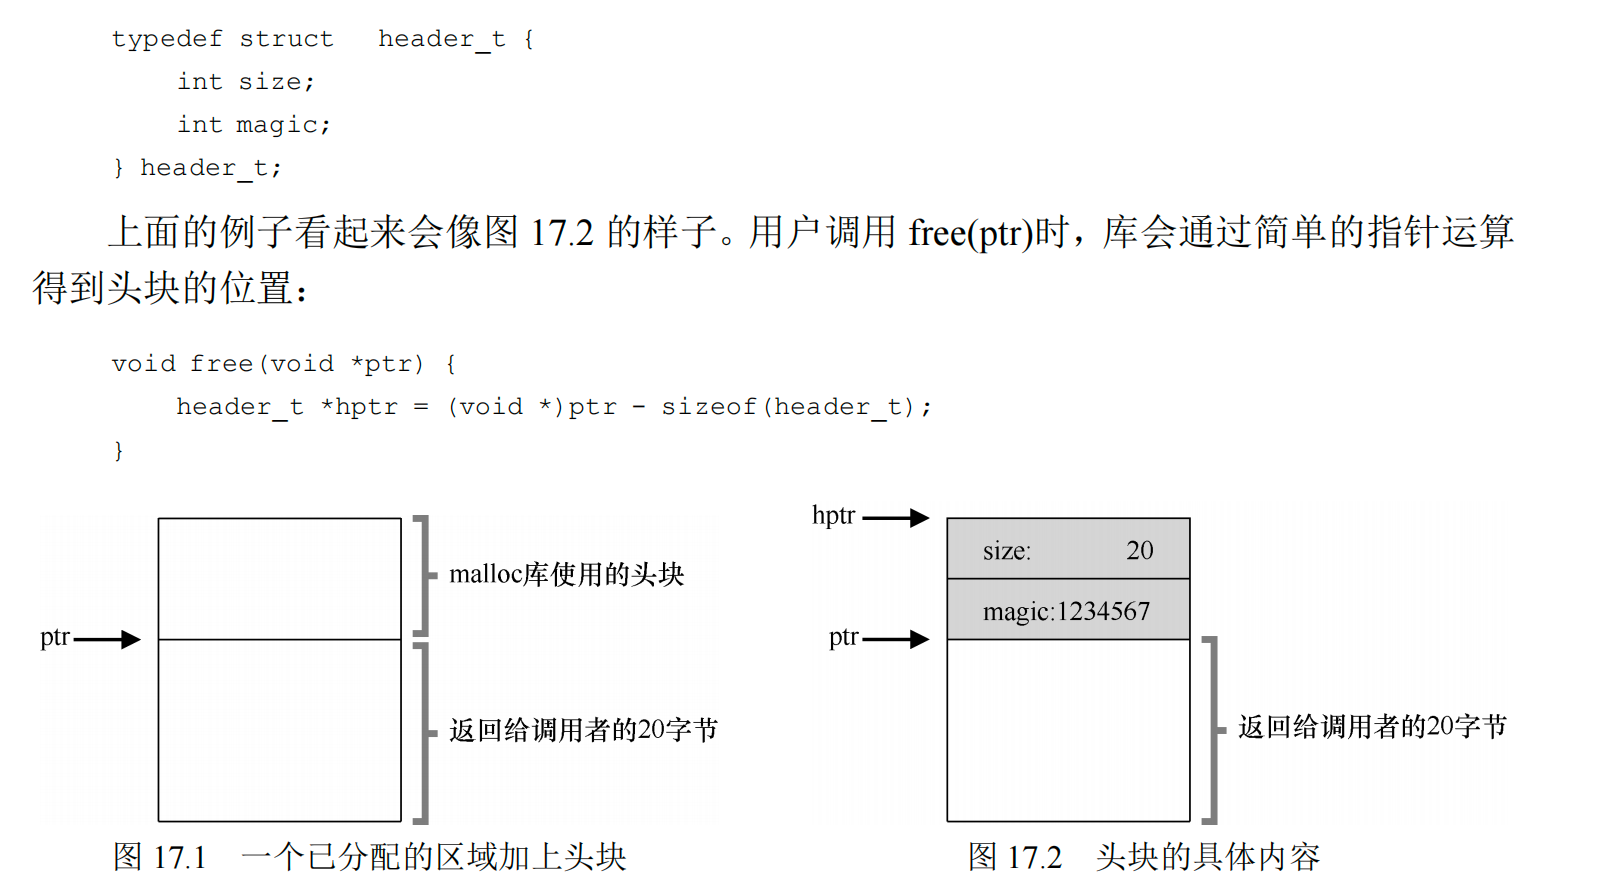 typedef struct header_t {
int size;
int magic;
} header_t;
上面的例子看起来会像图 17.2 的样子。用户调用 free(ptr)时，库会通过简单的指针运算
得到头块的位置：
void free(void *ptr) {
header_t *hptr = (void *)ptr - sizeof(header_t);
}
malloc库使用的头块
ptr
返回给调用者的20字节
图 17.1 一个已分配的区域加上头块
hptr
size: 20
magic:1234567
ptr
返回给调用者的20字节
图 17.2 头块的具体内容